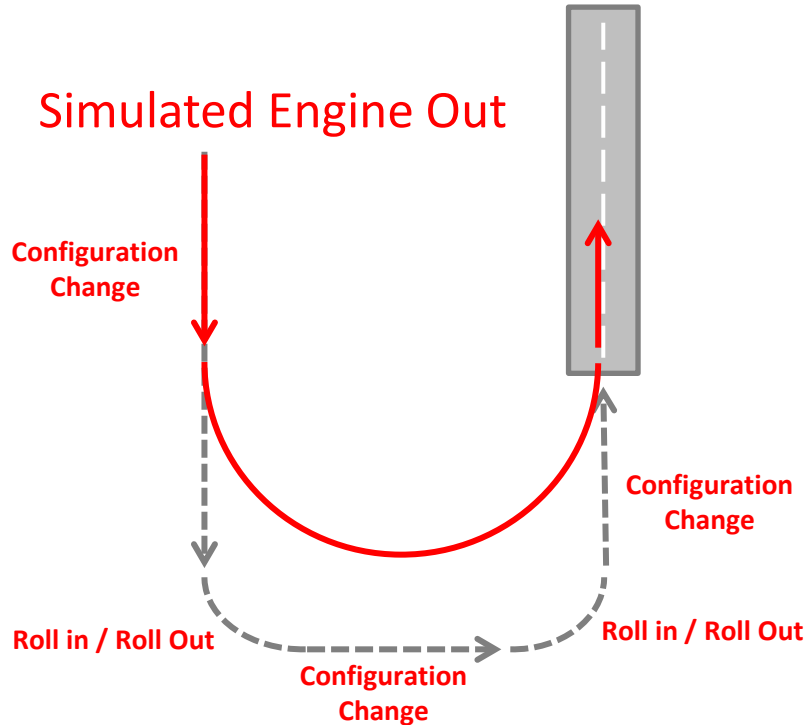 Simulated Engine Out
Configuration
Change
Configuration
Change
Roll in / Roll Out
Roll in / Roll Out
Configuration
Change